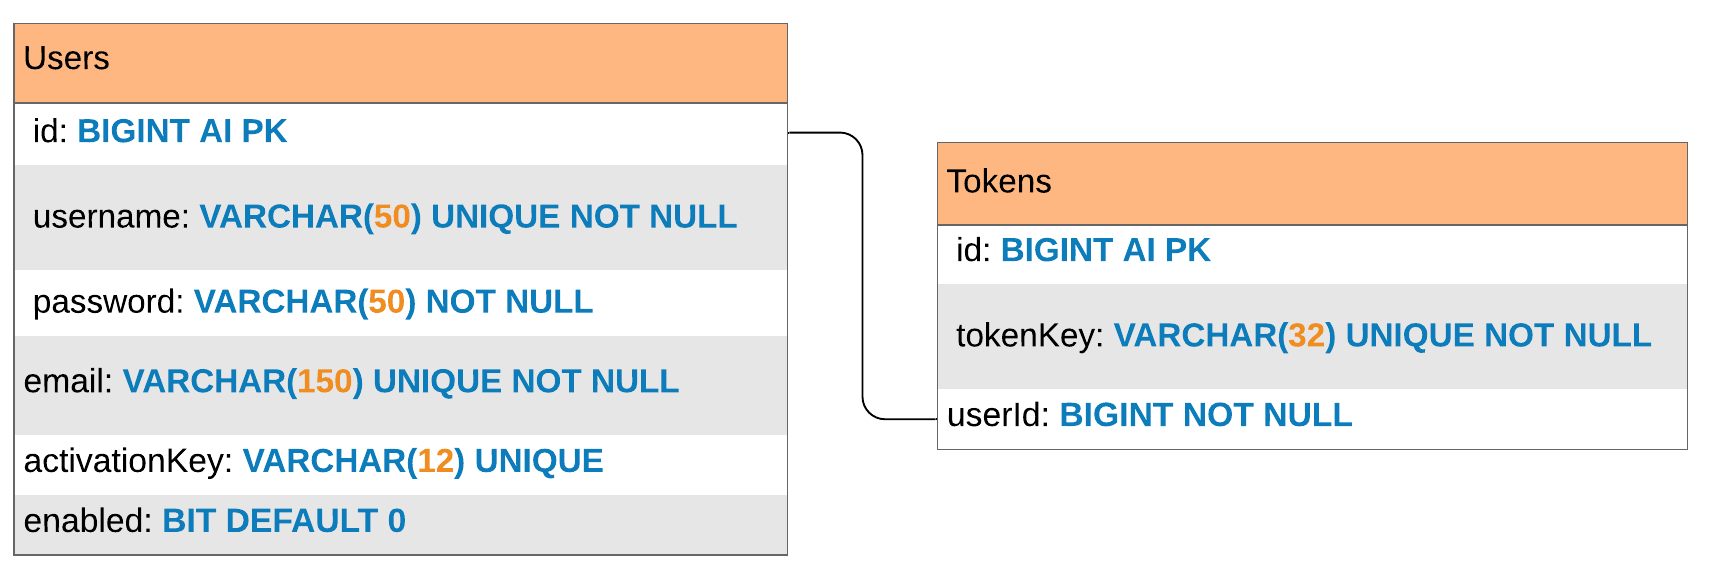 Users
id: BIGINT AI PK
username: VARCHAR(50) UNIQUE NOT NULL
password: VARCHAR(50) NOT NULL
email: VARCHAR(150) UNIQUE NOT NULL
activationKey: VARCHAR(12) UNIQUE
enabled: BIT DEFAULT 0
Tokens
id: BIGINT AI PK
tokenKey: VARCHAR(32) UNIQUE NOT NULL
userId: BIGINT NOT NULL